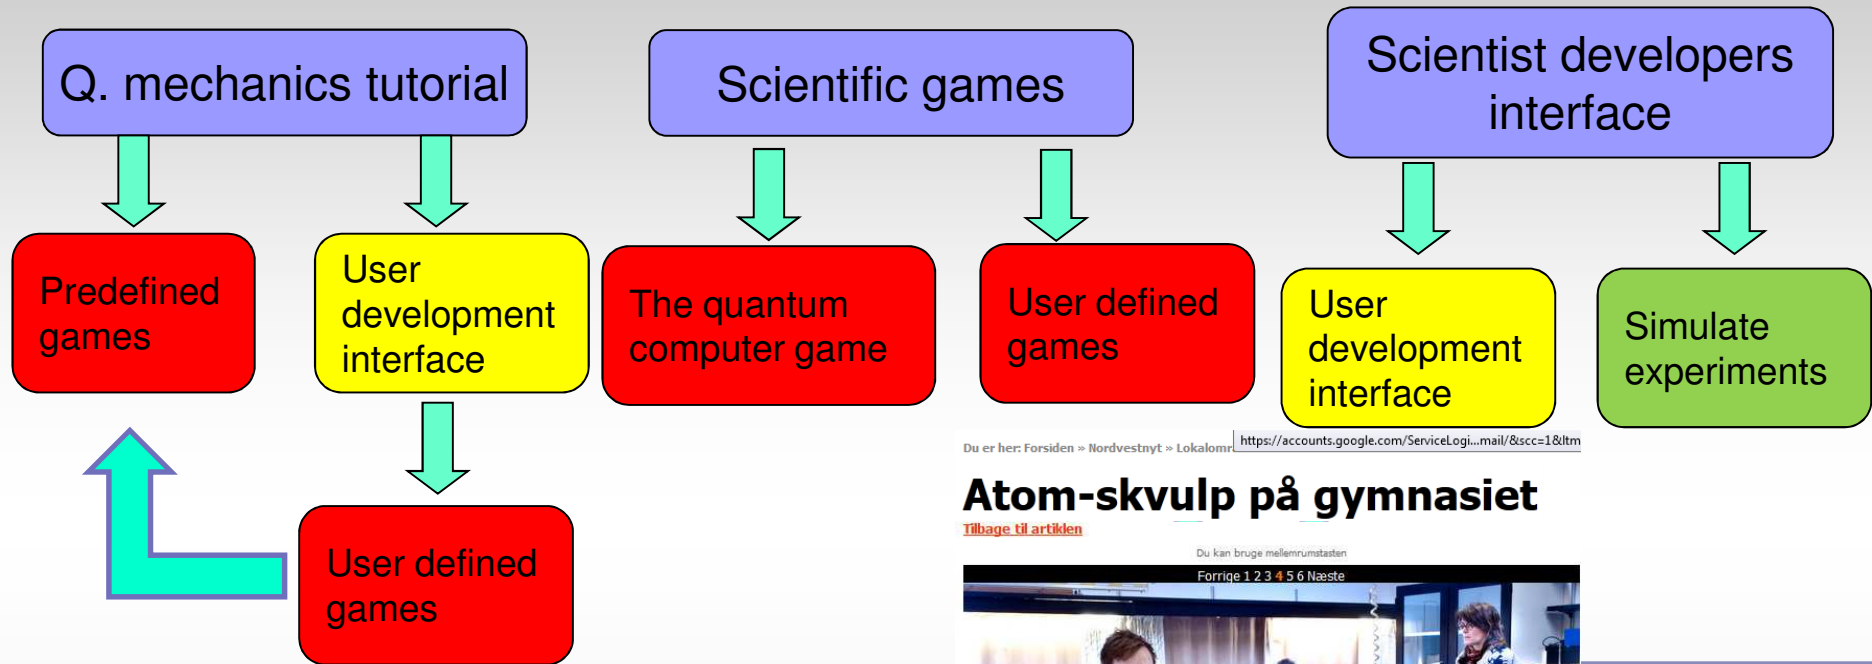 Q. mechanics tutorial
Scientific games
Scientist developers
interface
Predefined
games
User
development
interface
The quantum
computer game
User defined
games
User
development
interface
Simulate
experiments
User defined
games
Du er her: Forsiden » Nordvestnyt » Lokalomr
https://accounts.google.com/ServiceLogi...mail/&scc=1&ltm
Atom-skvulp på gymnasiet
Tilbage til artiklen
Du kan bruge mellemrumstasten
Forrige 1 2 3 4 5 6 Næste